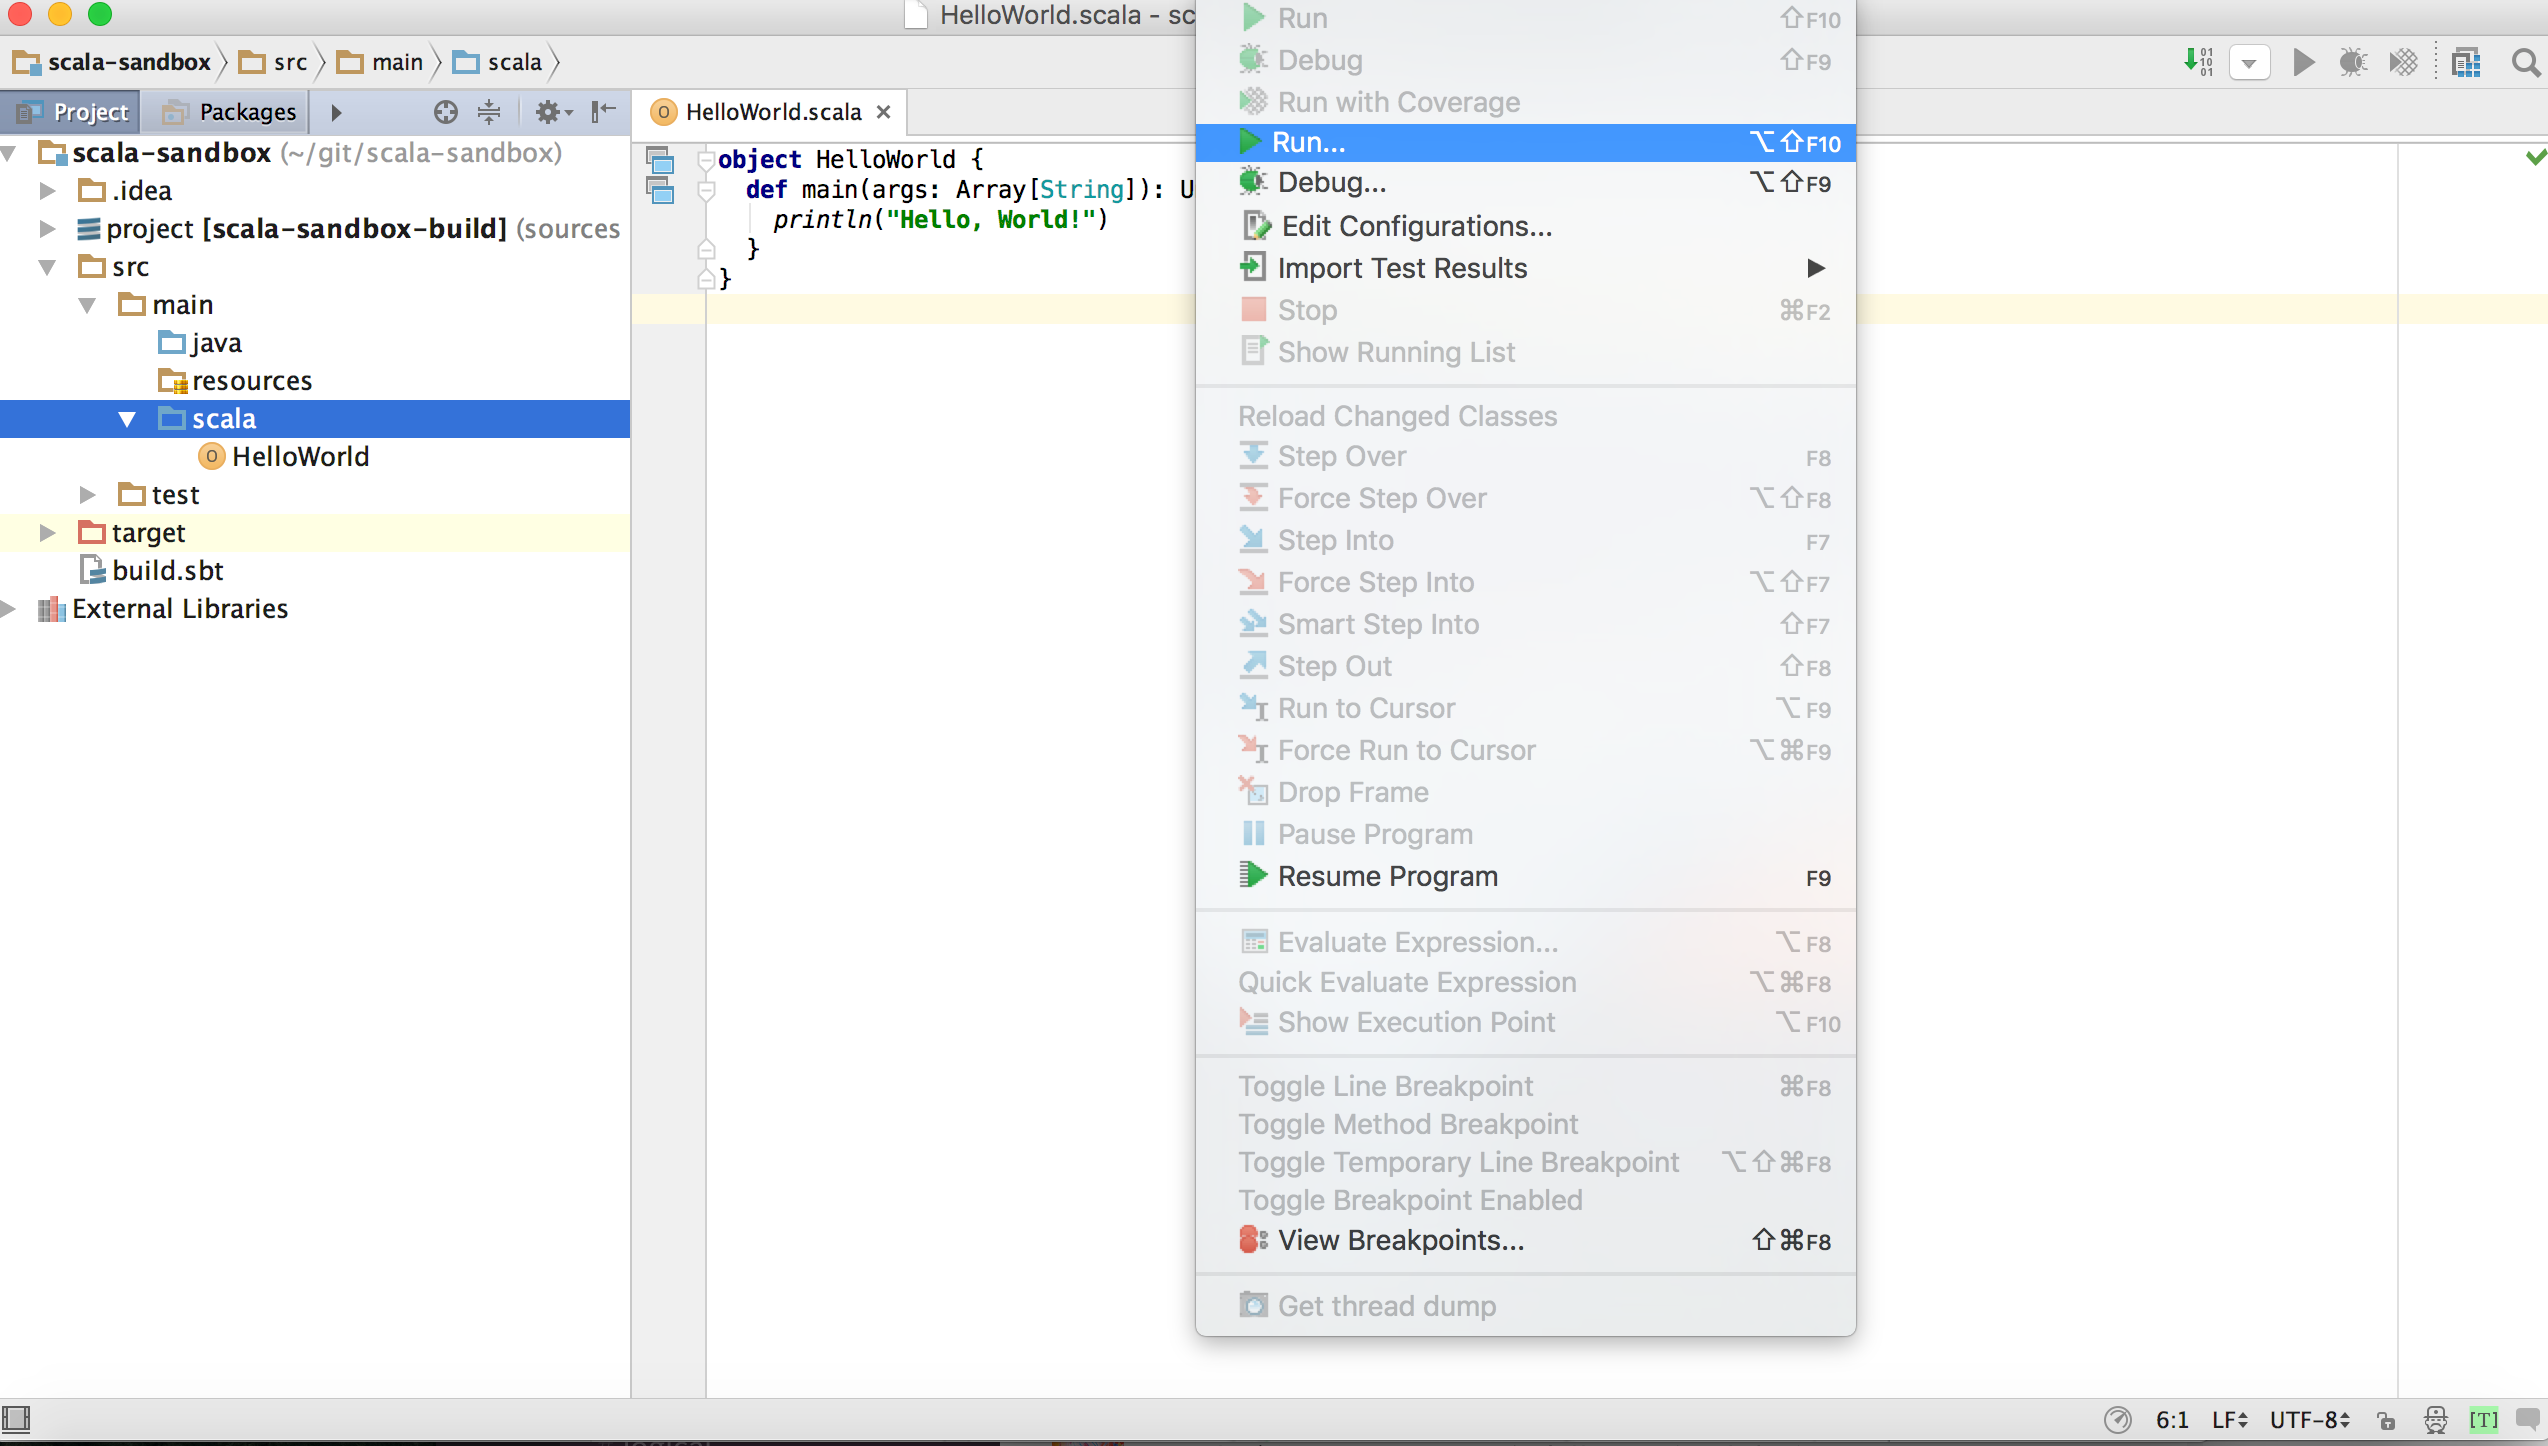 HelloWorld.scala - sc
scala-sandbox src main scala
Project Packages
HelloWorld.scala
scala-sandbox (~/git/scala-sandbox)
.idea
project [scala-sandbox-build] (sources
src
main
java
resources
scala
HelloWorld
test
target
build.sbt
External Libraries
object HelloWorld {
def main(args: Array[String]): U
println("Hello, World!")
}
}
Run ⇧F10
Debug ⇧F9
Run with Coverage
Run... ⌥⇧F10
Debug... ⌥⇧F9
Edit Configurations...
Import Test Results
Stop ⌘F2
Show Running List
Reload Changed Classes
Step Over F8
Force Step Over ⌥⇧F8
Step Into F7
Force Step Into ⌥⇧F7
Smart Step Into ⇧F7
Step Out ⇧F8
Run to Cursor ⌥F9
Force Run to Cursor ⌥⌘F9
Drop Frame
Pause Program
Resume Program F9
Evaluate Expression... ⌥F8
Quick Evaluate Expression ⌥⌘F8
Show Execution Point ⌥F10
Toggle Line Breakpoint ⌘F8
Toggle Method Breakpoint
Toggle Temporary Line Breakpoint ⌥⇧⌘F8
Toggle Breakpoint Enabled
View Breakpoints... ⇧⌘F8
Get thread dump
6:1 LF UTF-8 [T]